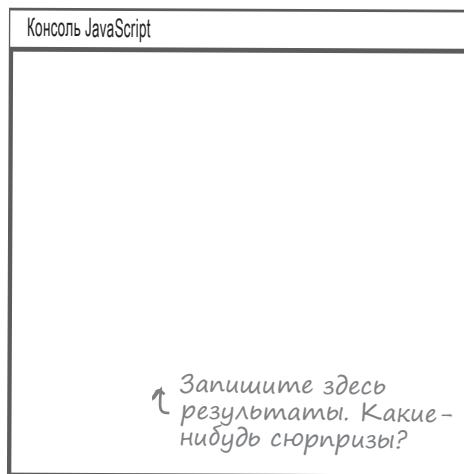 Консоль JavaScript
Запишите здесь
результаты. Какие-
нибудь сюрпризы?